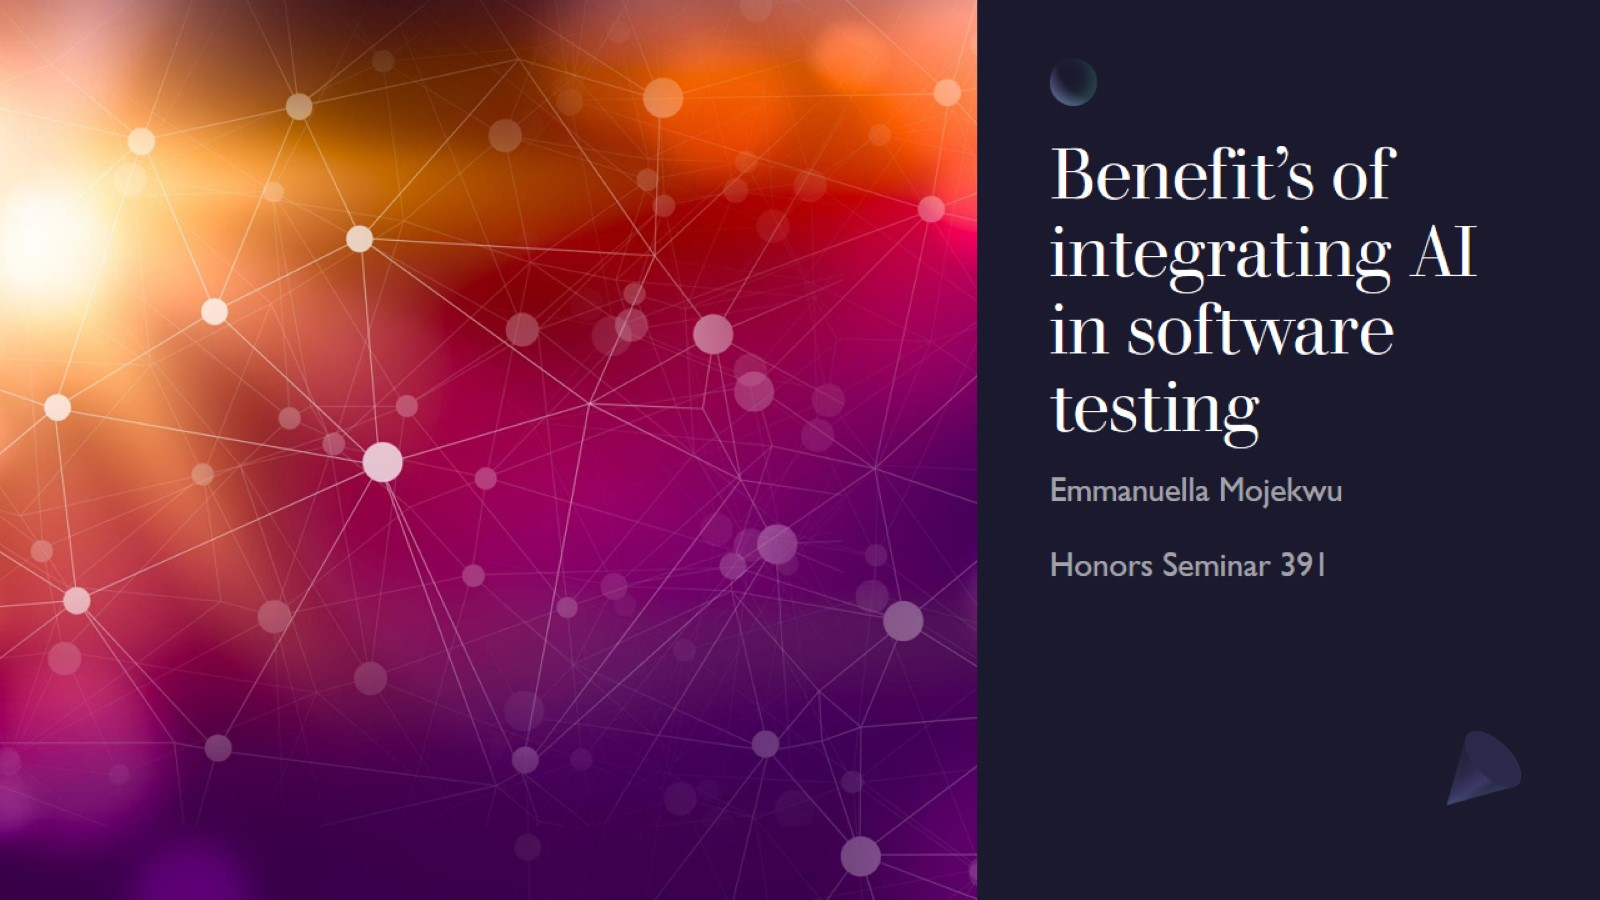 Benefit’s of
integrating AI
in software
testing
Emmanuella Mojekwu
Honors Seminar 391